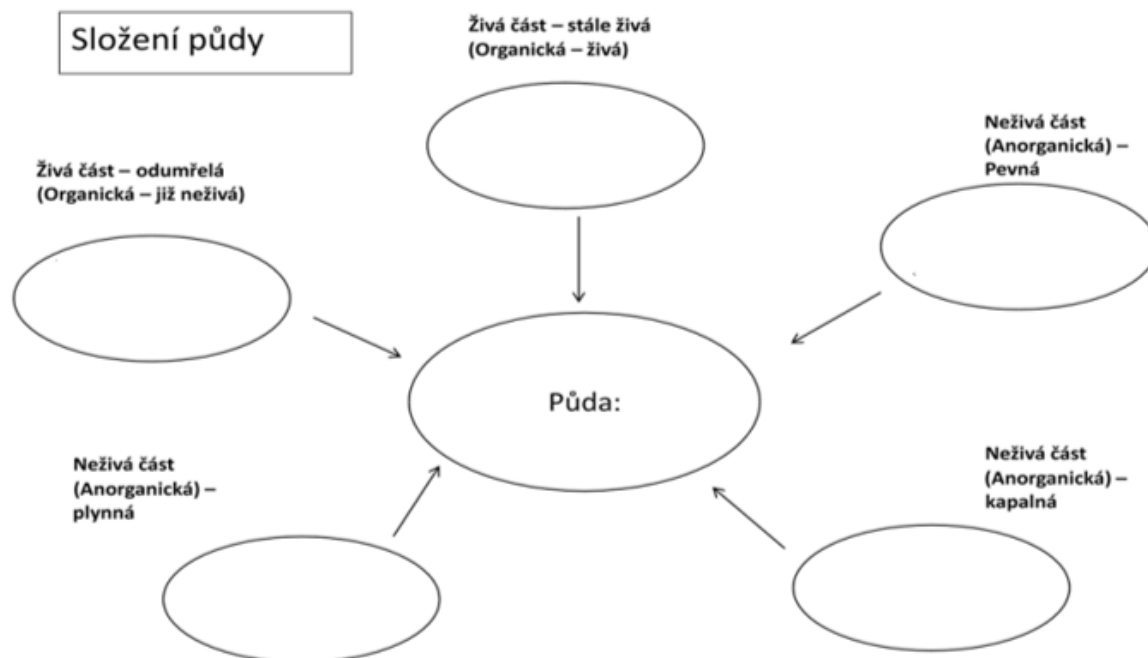 Složení půdy
Živá část – stále živá
(Organická – živá)
Neživá část
(Anorganická) –
Pevná
Živá část – odumřelá
(Organická – již neživá)
Půda:
Neživá část
(Anorganická) –
plynná
Neživá část
(Anorganická) –
kapalná